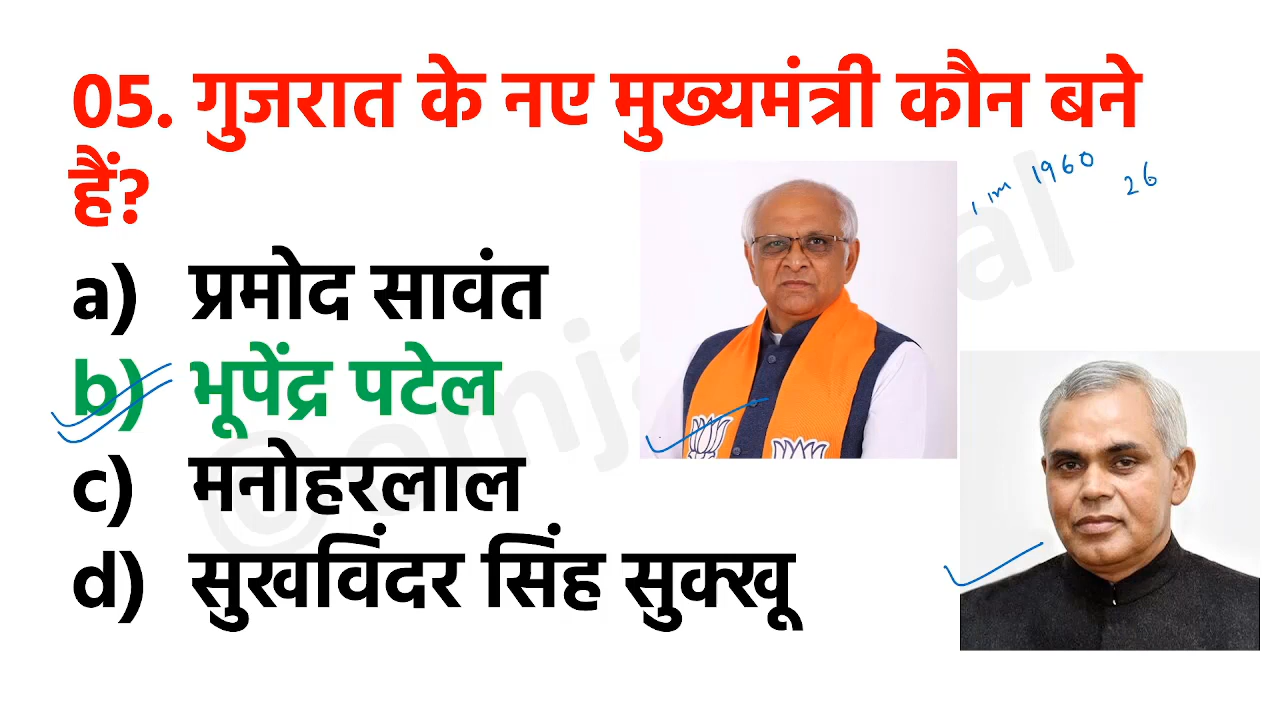 05. गुजरात के नए मुख्यमंत्री कौन बने
हैं?
1960
26
a) प्रमोद सावंत
b) भूपेंद्र पटेल
c) मनोहरलाल
d) सुखविंदर सिंह सुक्खू